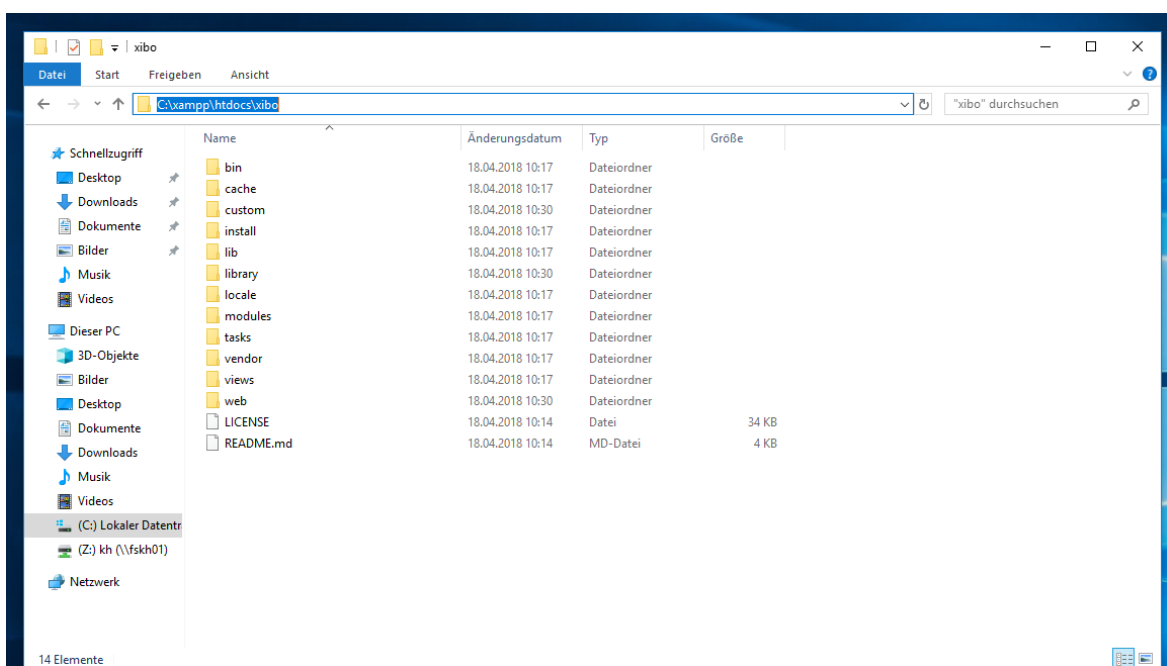 xibo
Datei Start Freigeben Ansicht
C:\xampp\htdocs\xibo "xibo" durchsuchen
Name Änderungsdatum Typ Größe
Schnellzugriff
Desktop
Downloads
Dokumente
Bilder
Musik
Videos
Dieser PC
3D-Objekte
Bilder
Desktop
Dokumente
Downloads
Musik
Videos
(C:) Lokaler Datentr
(Z:) kh (\\fskh01)
Netzwerk
bin 18.04.2018 10:17 Dateiordner
cache 18.04.2018 10:17 Dateiordner
custom 18.04.2018 10:30 Dateiordner
install 18.04.2018 10:17 Dateiordner
lib 18.04.2018 10:17 Dateiordner
library 18.04.2018 10:30 Dateiordner
locale 18.04.2018 10:17 Dateiordner
modules 18.04.2018 10:17 Dateiordner
tasks 18.04.2018 10:17 Dateiordner
vendor 18.04.2018 10:17 Dateiordner
views 18.04.2018 10:17 Dateiordner
web 18.04.2018 10:30 Dateiordner
LICENSE 18.04.2018 10:14 Datei 34 KB
README.md 18.04.2018 10:14 MD-Datei 4 KB
14 Elemente